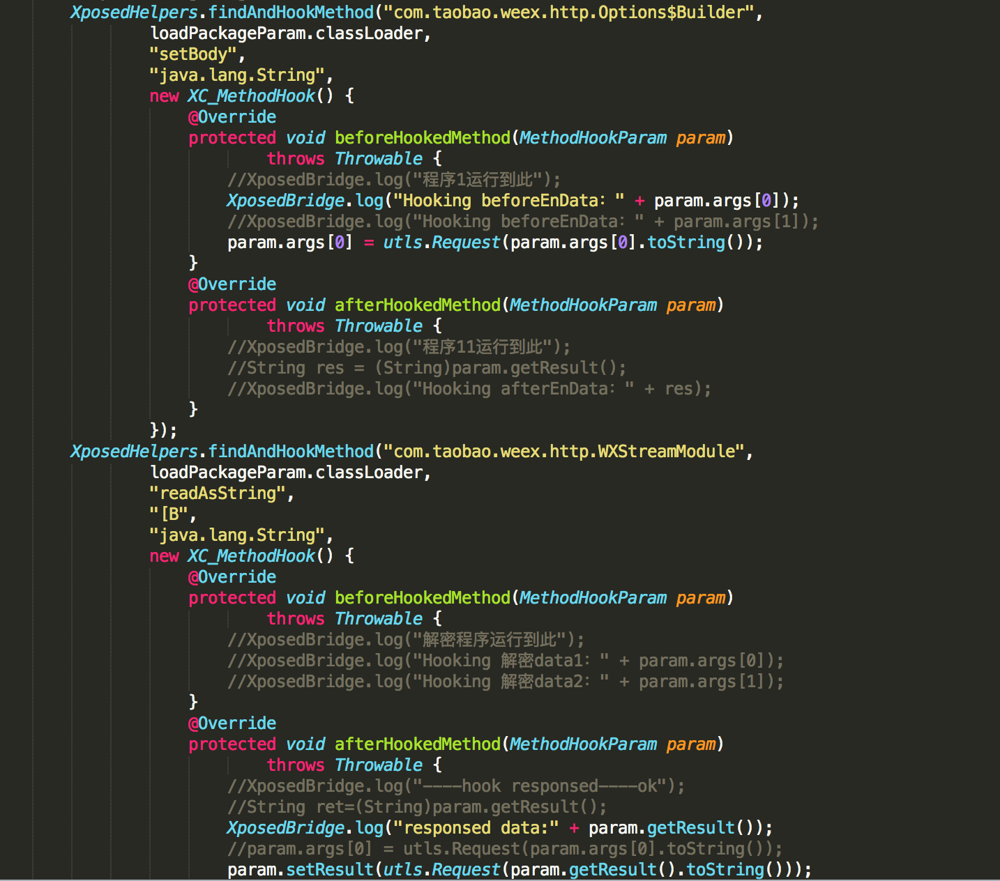 XposedHelpers.findAndHookMethod("com.taobao.weex.http.Options$Builder",
loadPackageParam.classLoader,
"setBody",
"java.lang.String",
new XC_MethodHook() {
@Override
protected void beforeHookedMethod(MethodHookParam param)
throws Throwable {
//XposedBridge.log("程序1运行到此");
XposedBridge.log("Hooking beforeEnData：" + param.args[0]);
//XposedBridge.log("Hooking beforeEnData：" + param.args[1]);
param.args[0] = utls.Request(param.args[0].toString());
}
@Override
protected void afterHookedMethod(MethodHookParam param)
throws Throwable {
//XposedBridge.log("程序11运行到此");
//String res = (String)param.getResult();
//XposedBridge.log("Hooking afterEnData：" + res);
}
});
XposedHelpers.findAndHookMethod("com.taobao.weex.http.WXStreamModule",
loadPackageParam.classLoader,
"readAsString",
"[B",
"java.lang.String",
new XC_MethodHook() {
@Override
protected void beforeHookedMethod(MethodHookParam param)
throws Throwable {
//XposedBridge.log("解密程序运行到此");
//XposedBridge.log("Hooking 解密data1：" + param.args[0]);
//XposedBridge.log("Hooking 解密data2：" + param.args[1]);
}
@Override
protected void afterHookedMethod(MethodHookParam param)
throws Throwable {
//XposedBridge.log("----hook responsed----ok");
//String ret=(String)param.getResult();
XposedBridge.log("responsed data:" + param.getResult());
//param.args[0] = utls.Request(param.args[0].toString());
param.setResult(utls.Request(param.getResult().toString()));